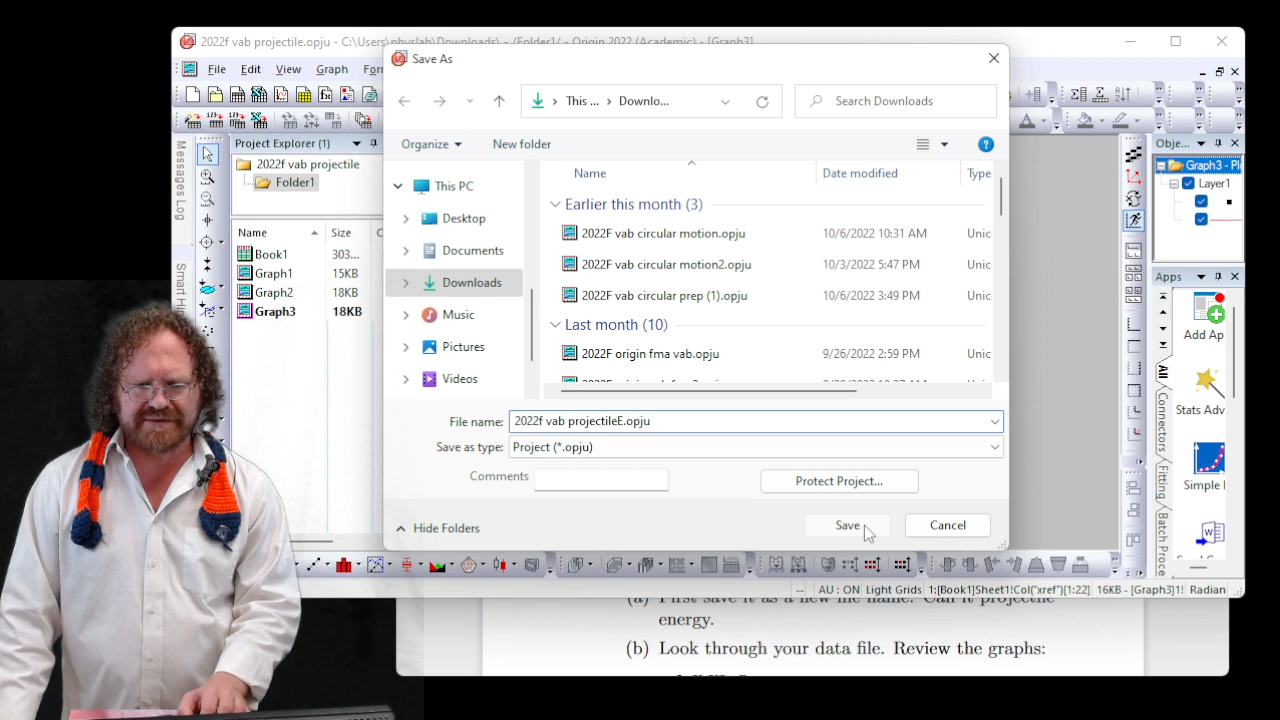 2022f vab projectile.opju - C:\Users\physlab\Downloads\ - /Folder1/ - Origin 2022 (Academic) - [Graph3]
Save As
File Edit View Graph
This ... Downlo...
Search Downloads
Organize New folder
Messages Log
Project Explorer (1)
2022f vab projectile
Folder1
Name Size
Book1 303...
Graph1 15KB
Graph2 18KB
Graph3 18KB
This PC
Desktop
Documents
Downloads
Music
Pictures
Videos
Name Date modified Type
Earlier this month (3)
2022F vab circular motion.opju 10/6/2022 10:31 AM Unic
2022F vab circular motion2.opju 10/3/2022 5:47 PM Unic
2022F vab circular prep (1).opju 10/6/2022 3:49 PM Unic
Last month (10)
2022F origin fma vab.opju 9/26/2022 2:59 PM Unic
File name: 2022f vab projectileE.opju
Save as type: Project (*.opju)
Comments
Protect Project...
Hide Folders
Save Cancel
Obje...
Graph3 - Pl
Layer1
Apps
Add Ap
Stats Adv
Simple
All
Connectors
Fitting
Batch Proce
-- AU : ON Light Grids 1:[Book1]Sheet1!Col("xref")[1:22] 16KB - [Graph3]1! Radian
(a) First save it as a new file name. Call it projectile
energy.
(b) Look through your data file. Review the graphs: